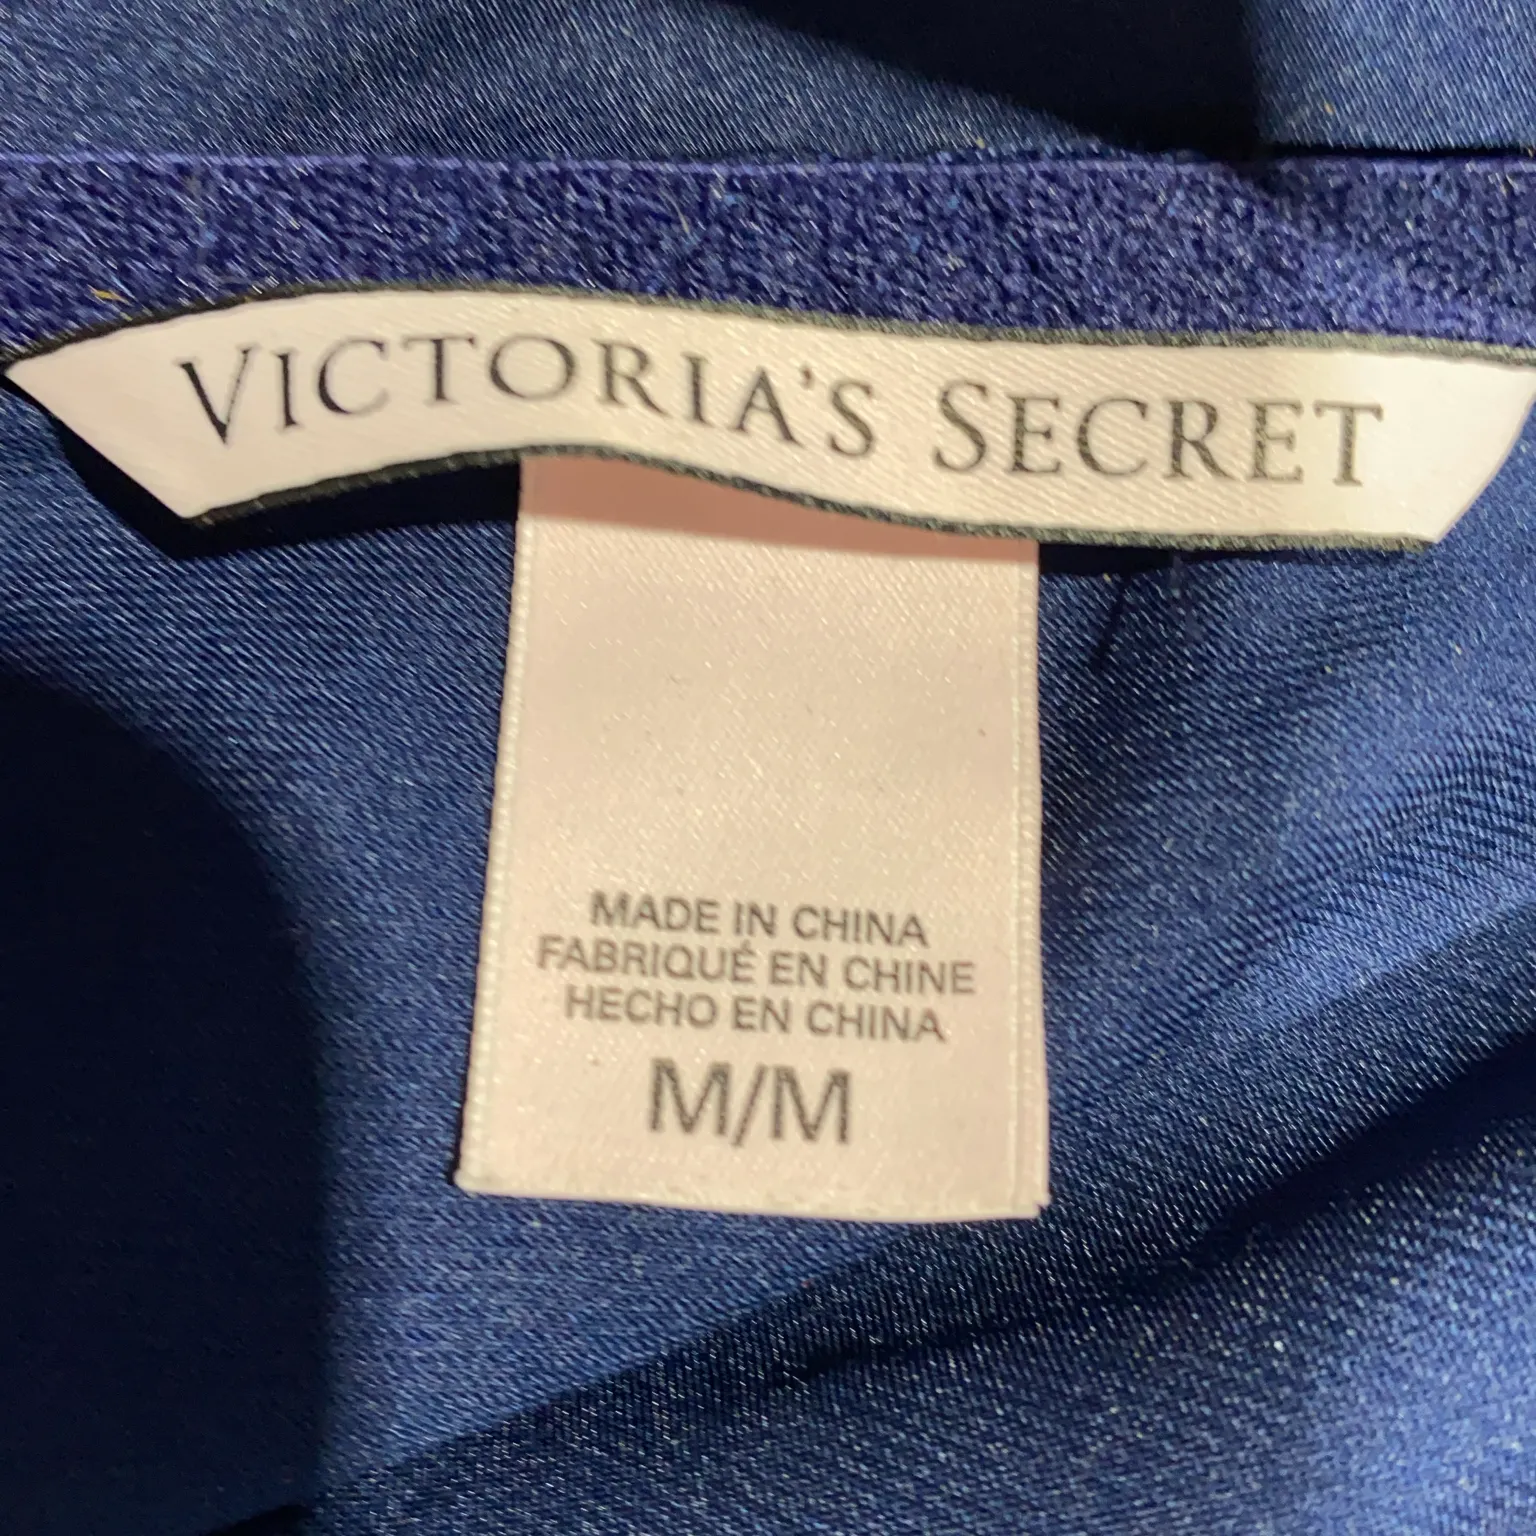 VICTORIA'S SECRET
MADE IN CHINA
FABRIQUÉ EN CHINE
HECHO EN CHINA
M/M